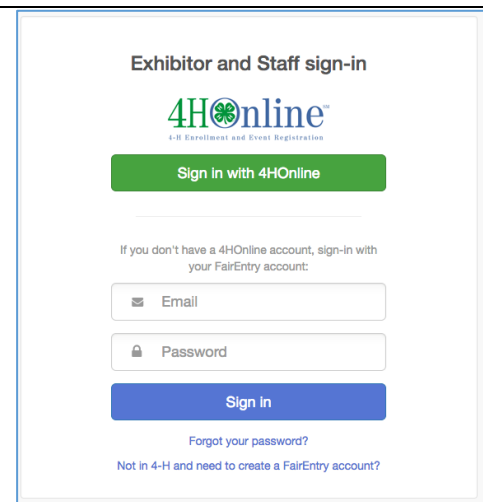 Exhibitor and Staff sign-in
4HOnline
4-H Enrollment and Event Registration
Sign in with 4HOnline
If you don't have a 4HOnline account, sign-in with
your FairEntry account:
Email
Password
Sign in
Forgot your password?
Not in 4-H and need to create a FairEntry account?